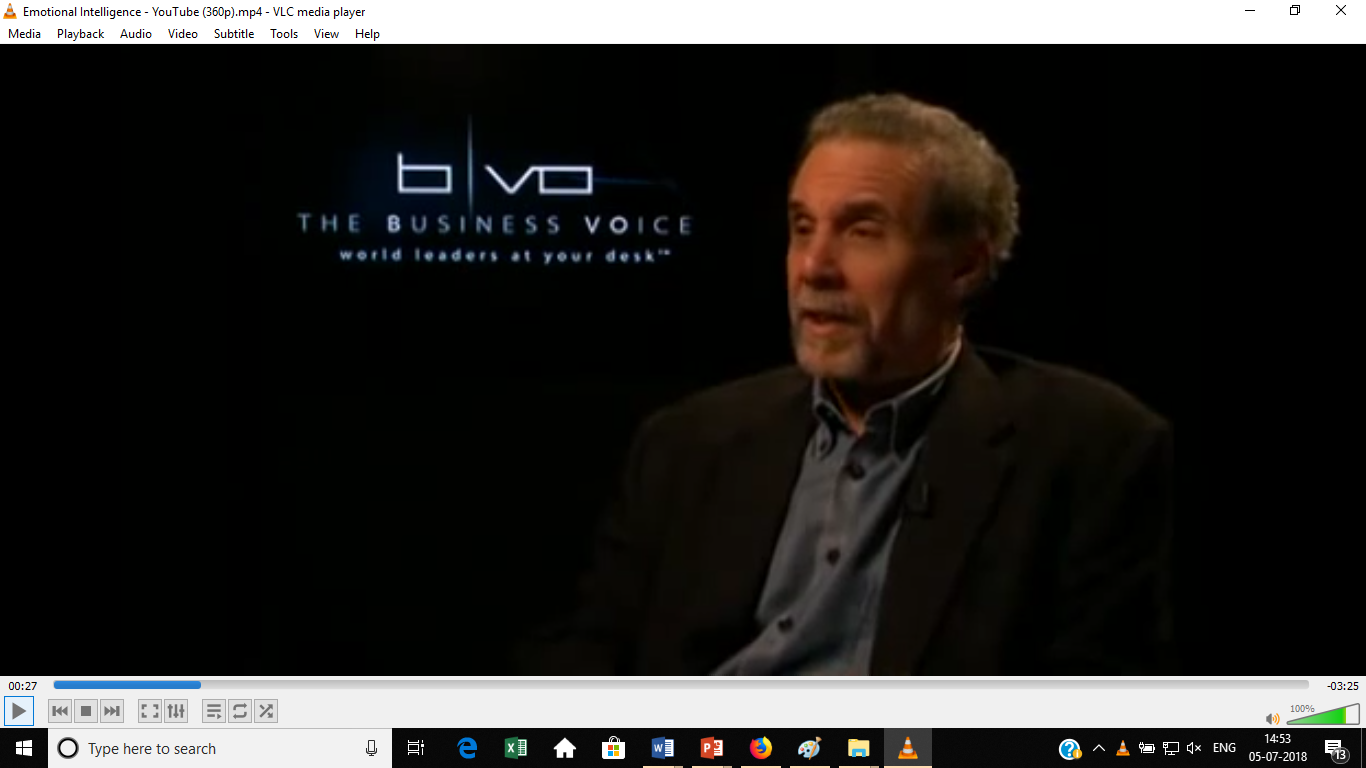 Emotional Intelligence - YouTube (360p).mp4 - VLC media player
Media Playback Audio Video Subtitle Tools View Help
b vo
THE BUSINESS VOICE
world leaders at your desk™
00:27
-03:25
100%
Type here to search
ENG
14:53
05-07-2018
13